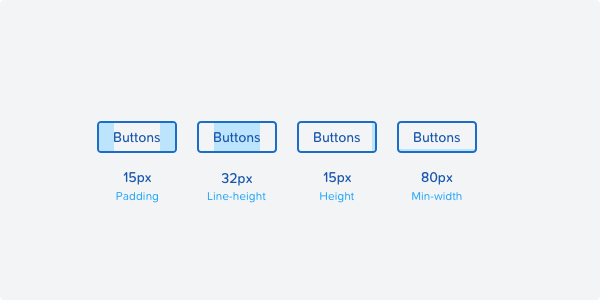 Buttons Buttons Buttons Buttons
15px 32px 15px 80px
Padding Line-height Height Min-width